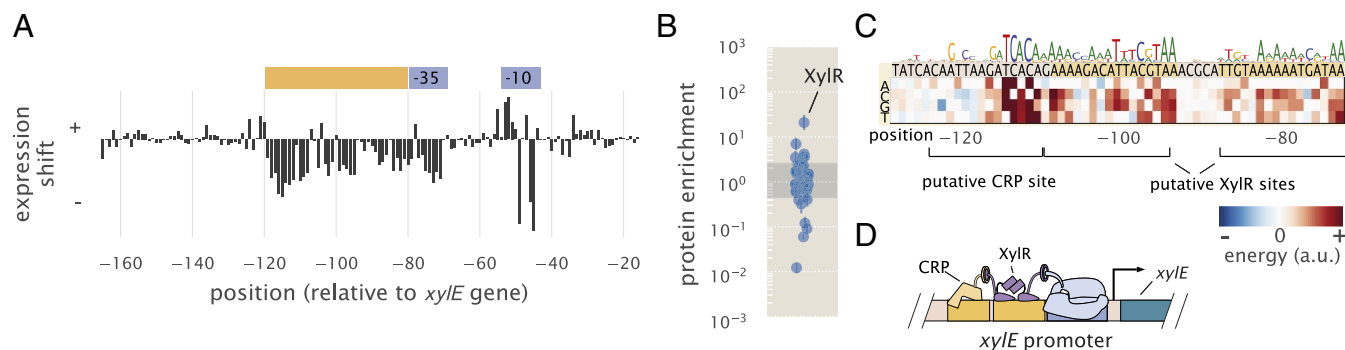 A
-35
-10
+
-
expression
shift
−160
−140
−120
−100
−80
−60
−40
−20
position (relative to xylE gene)
B
XylR
10³
10²
10¹
10⁰
10⁻¹
10⁻²
10⁻³
protein enrichment
C
TATCACAATTAAGATCACAGAAAAGACATTACGTAAACGCATTGTAAAAAATGATAA
A
C
G
T
position
−120
−100
−80
putative CRP site
putative XylR sites
-
0
+
energy (a.u.)
D
CRP
XylR
xylE
xylE promoter